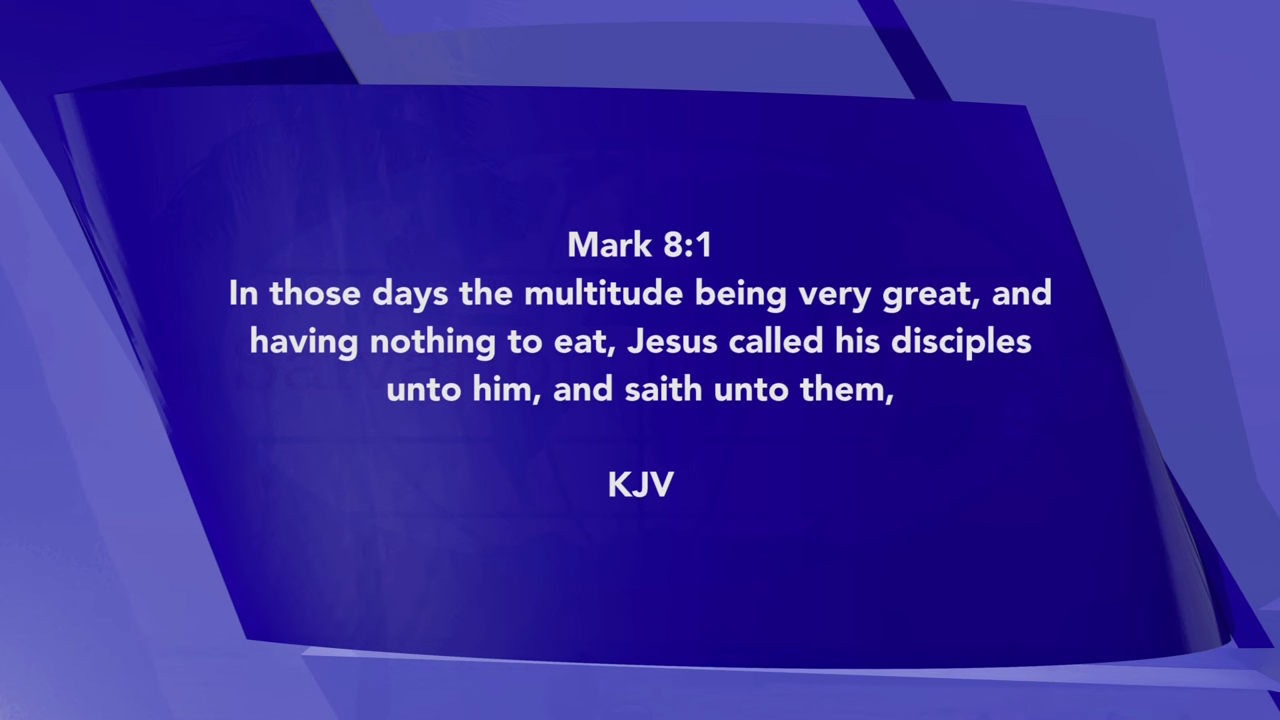 Mark 8:1
In those days the multitude being very great, and
having nothing to eat, Jesus called his disciples
unto him, and saith unto them,
KJV